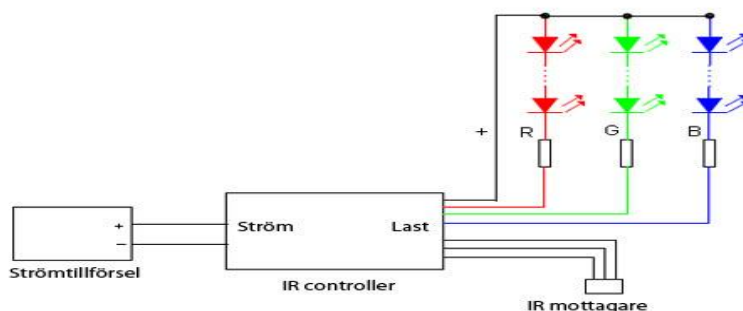 + R G B
+ Ström Last
–
Strömtillförsel
IR controller
IR mottagare